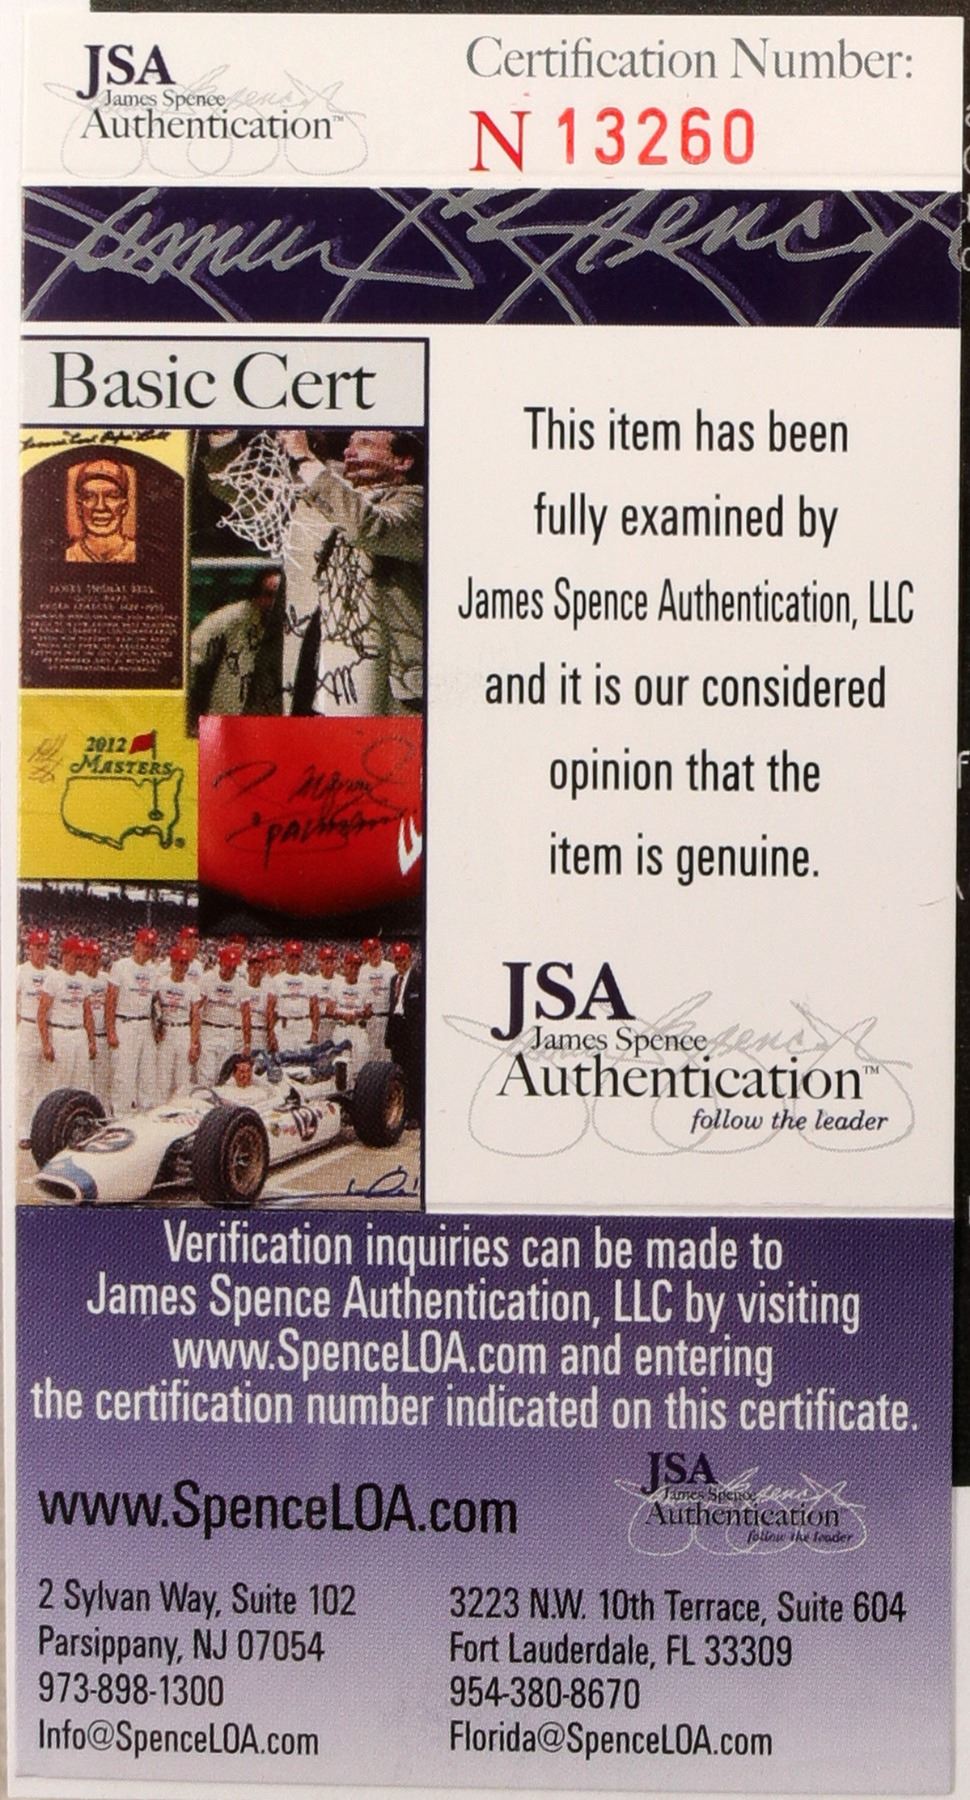 JSA
James Spence
Authentication™
Certification Number:
N 13260
Basic Cert
This item has been
fully examined by
James Spence Authentication, LLC
and it is our considered
opinion that the
item is genuine.
2012
MASTERS
12
JSA
James Spence
Authentication™
follow the leader
Verification inquiries can be made to
James Spence Authentication, LLC by visiting
www.SpenceLOA.com and entering
the certification number indicated on this certificate.
www.SpenceLOA.com
JSA
James Spence
Authentication
follow the leader
2 Sylvan Way, Suite 102
Parsippany, NJ 07054
973-898-1300
Info@SpenceLOA.com
3223 N.W. 10th Terrace, Suite 604
Fort Lauderdale, FL 33309
954-380-8670
Florida@SpenceLOA.com